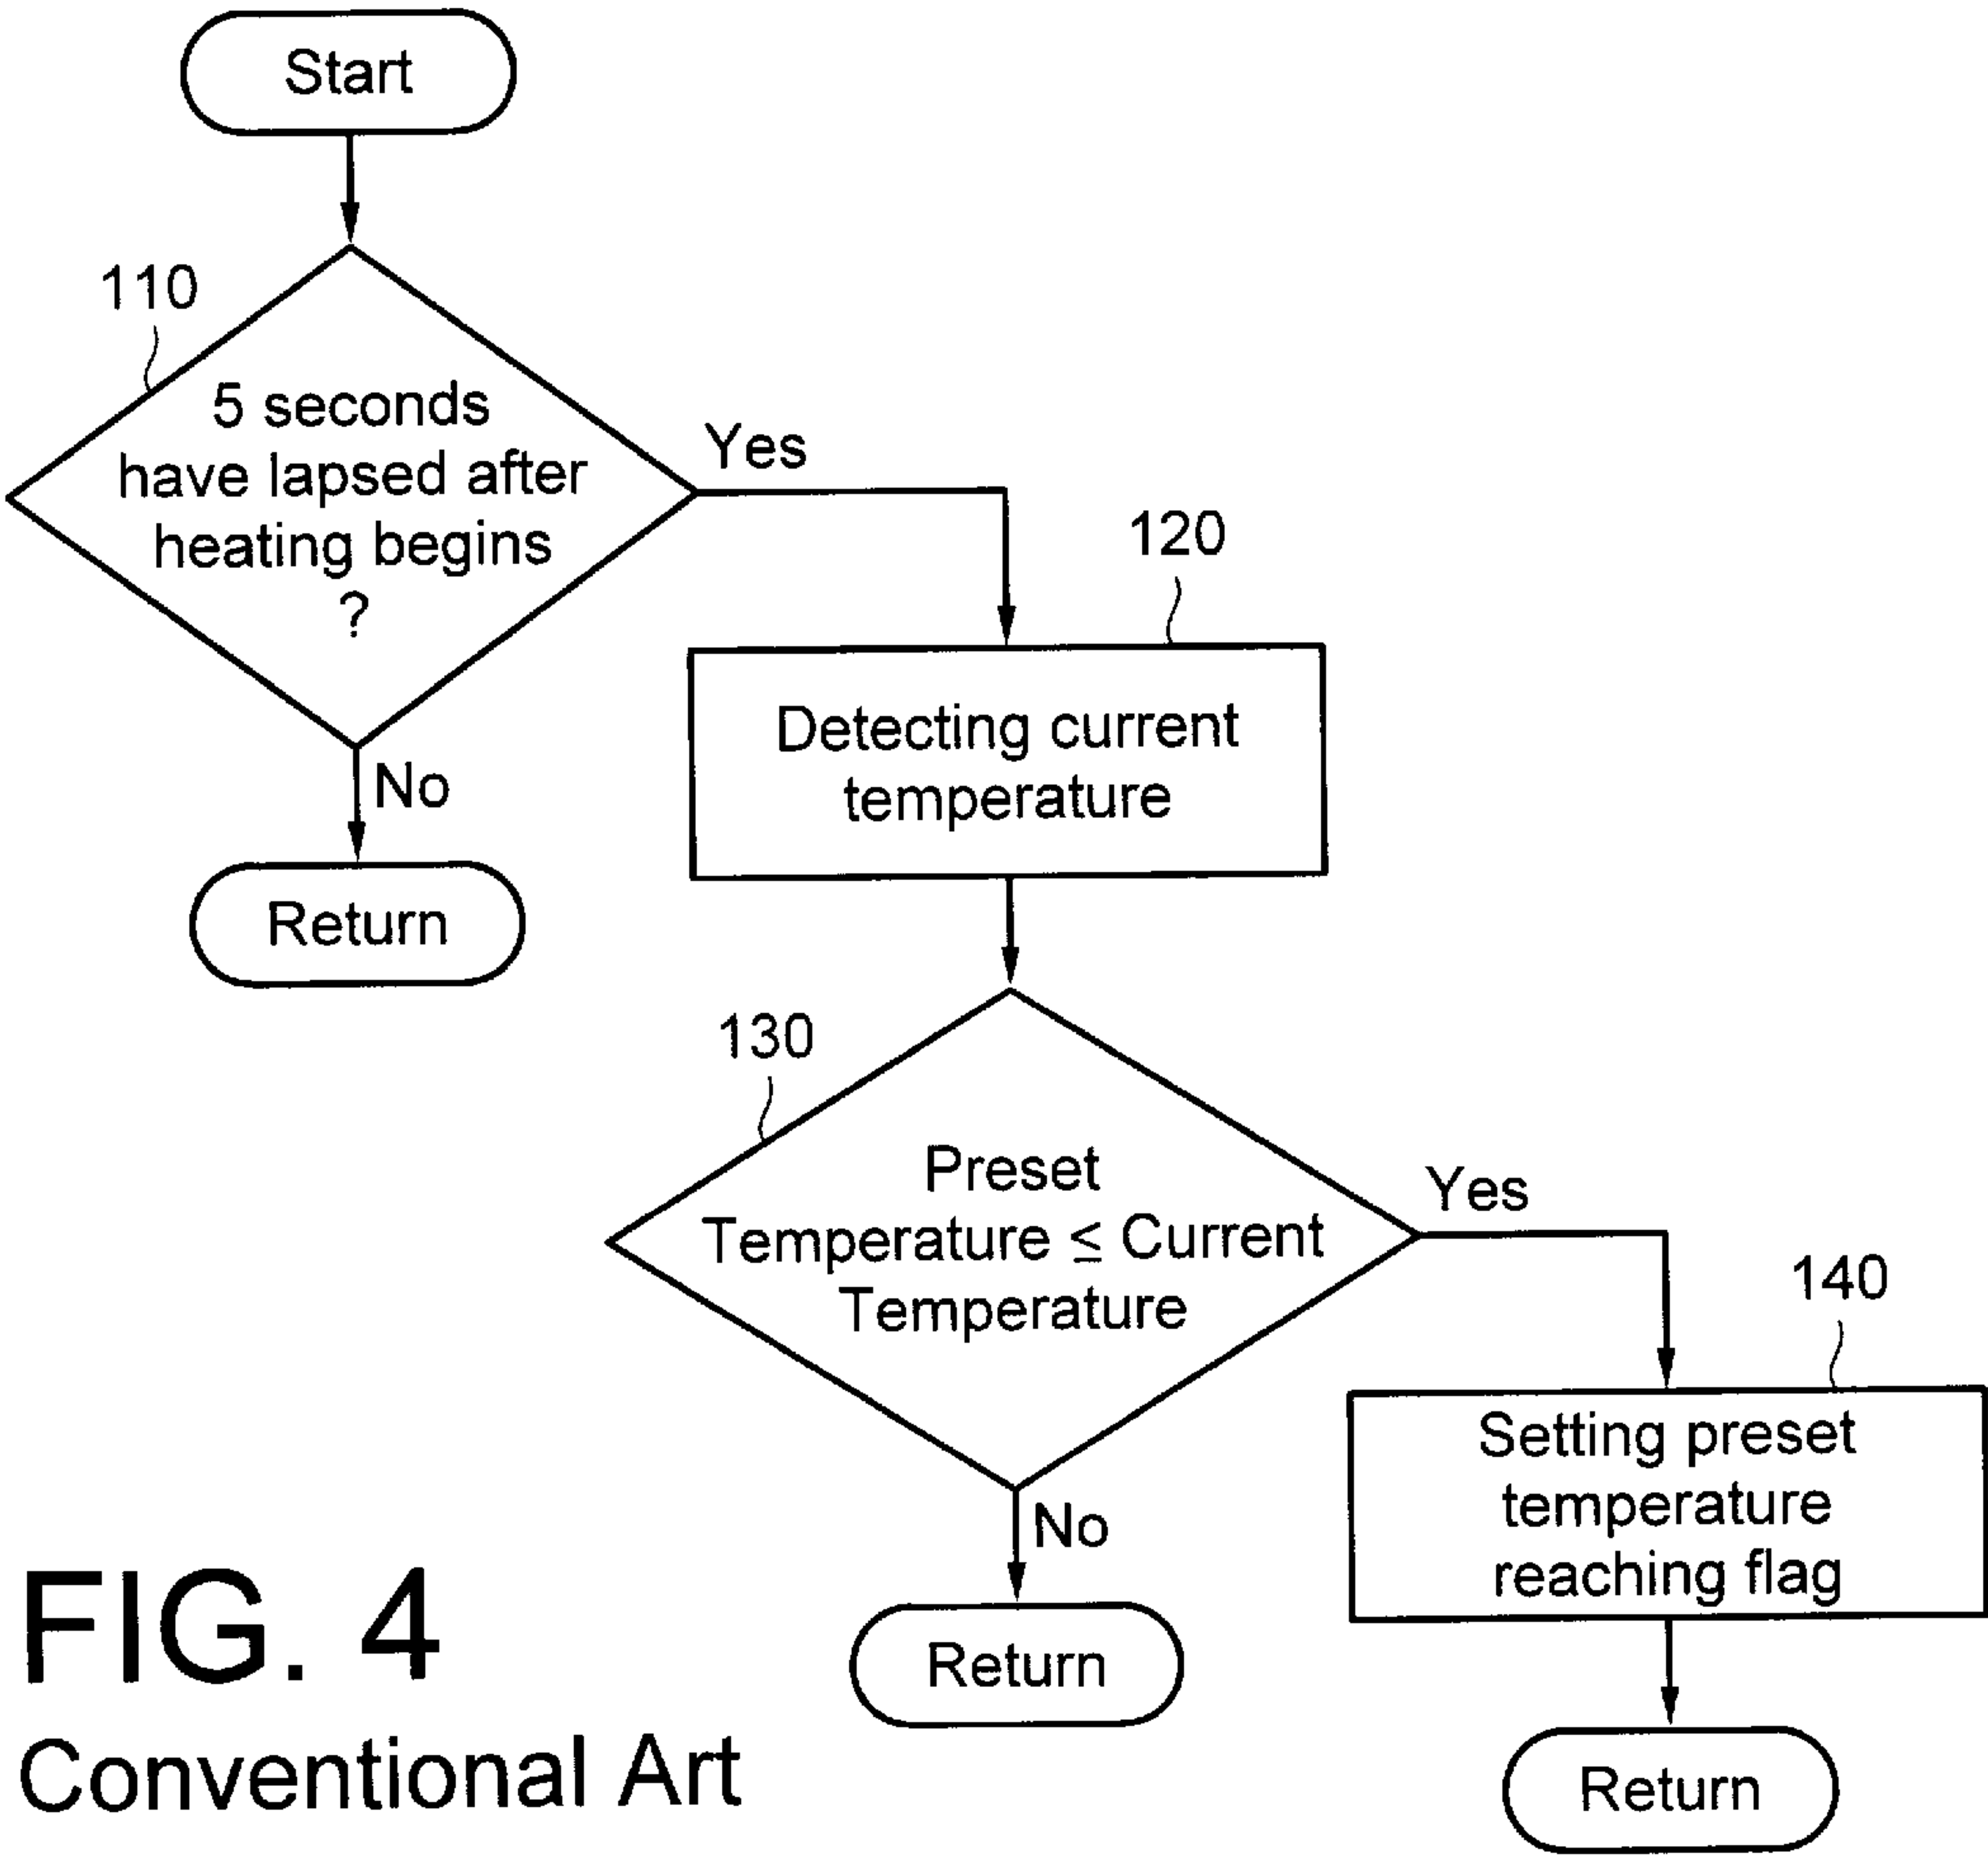 Start
110
5 seconds
have lapsed after
heating begins
?
Yes
No
Return
120
Detecting current
temperature
130
Preset
Temperature ≤ Current
Temperature
Yes
No
Return
140
Setting preset
temperature
reaching flag
Return
FIG. 4
Conventional Art